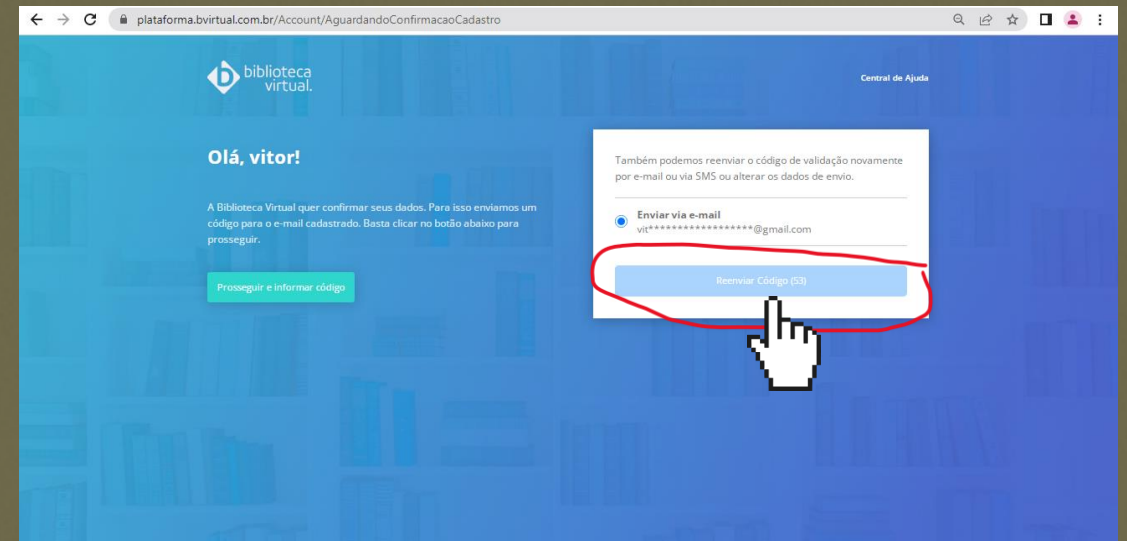 plataforma.bvirtual.com.br/Account/AguardandoConfirmacaoCadastro
biblioteca
virtual.
Central de Ajuda
Olá, vitor!
A Biblioteca Virtual quer confirmar seus dados. Para isso enviamos um
código para o e-mail cadastrado. Basta clicar no botão abaixo para
prosseguir.
Prosseguir e informar código
Também podemos reenviar o código de validação novamente
por e-mail ou via SMS ou alterar os dados de envio.
Enviar via e-mail
vit******************@gmail.com
Reenviar Código (53)